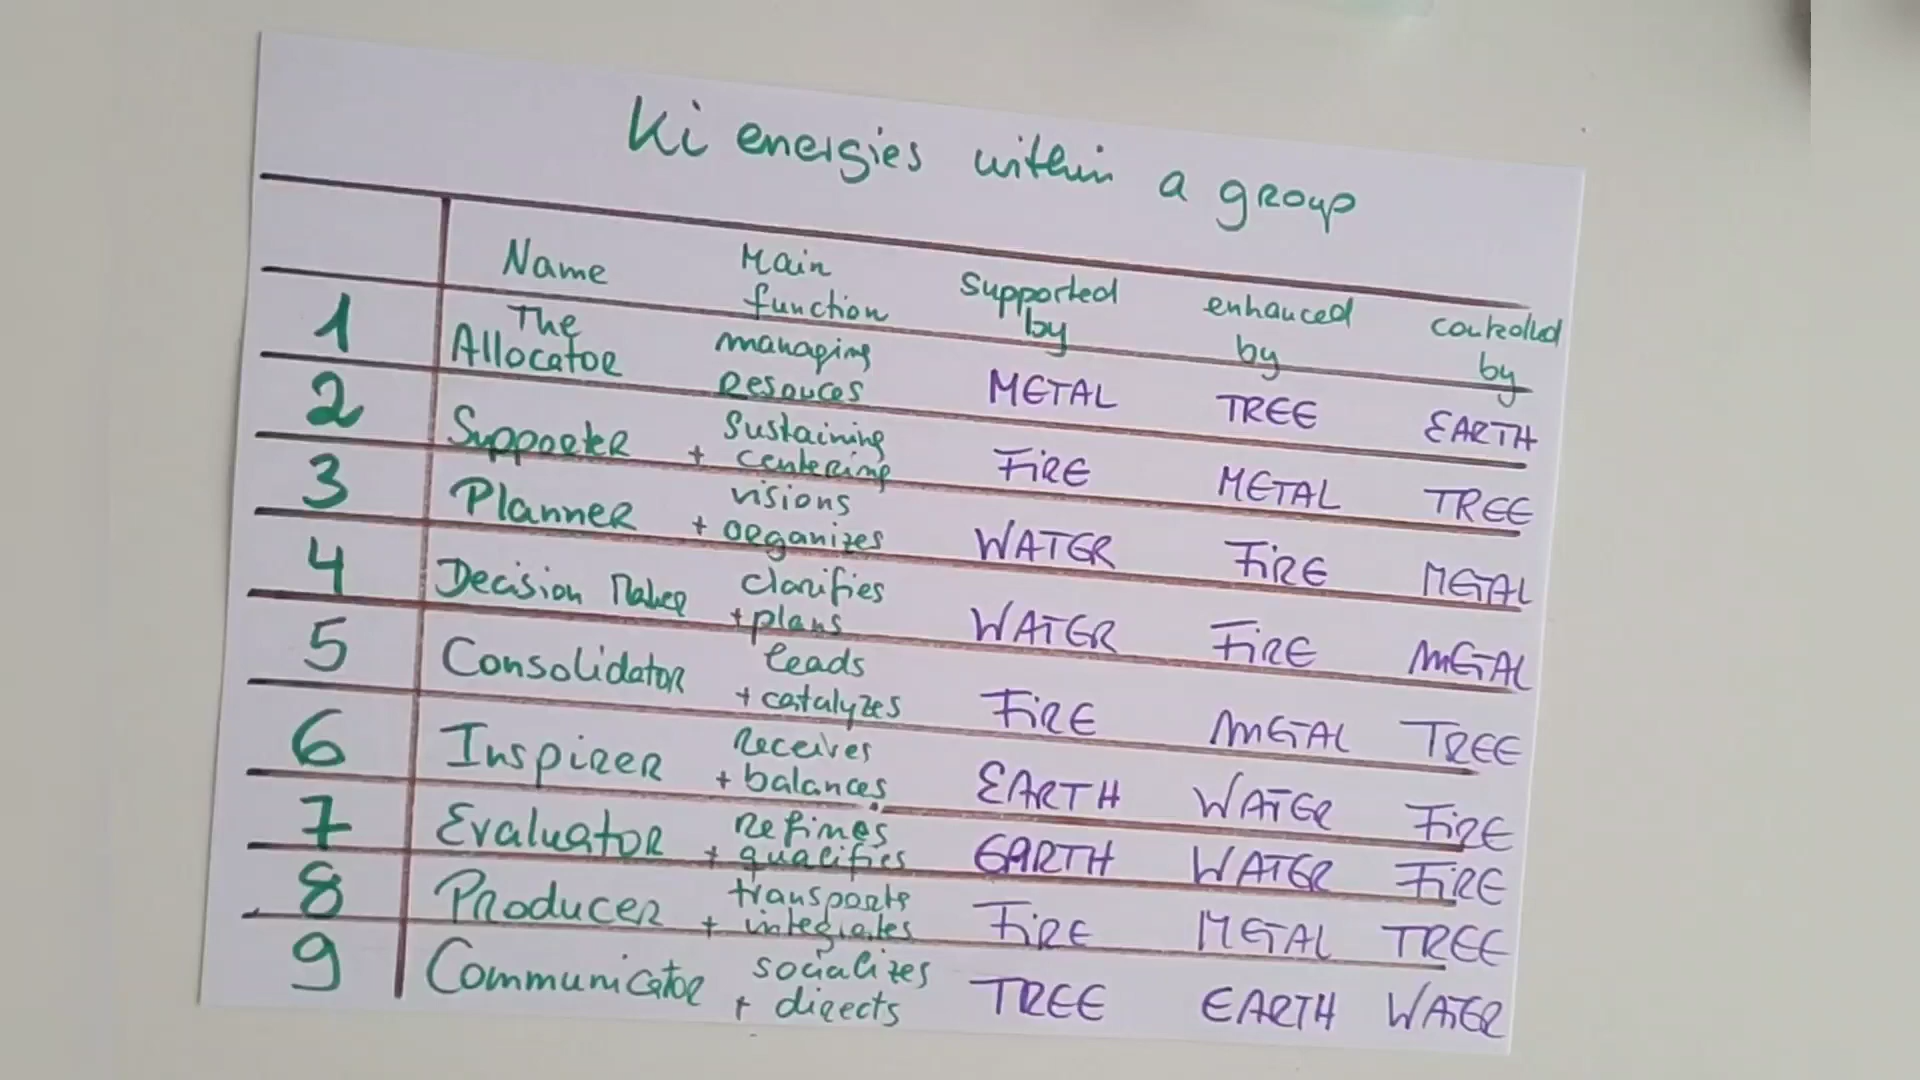 Ki energies within a group
Name Main function Supported by enhanced by controlled by
1 The Allocator managing Resouces METAL TREE EARTH
2 Supporter sustaining + centering FiRE METAL TREE
3 Planner visions + organizes WATER FiRE METAL
4 Decision Maker clarifies + plans WATER FiRE METAL
5 Consolidator leads + catalyzes FiRE METAL TREE
6 Inspirer Receives + balances EARTH WATER FiRE
7 Evaluator Refines + qualifies EARTH WATER FiRE
8 Producer transports + integrates FiRE METAL TREE
9 Communicator socializes + directs TREE EARTH WATER